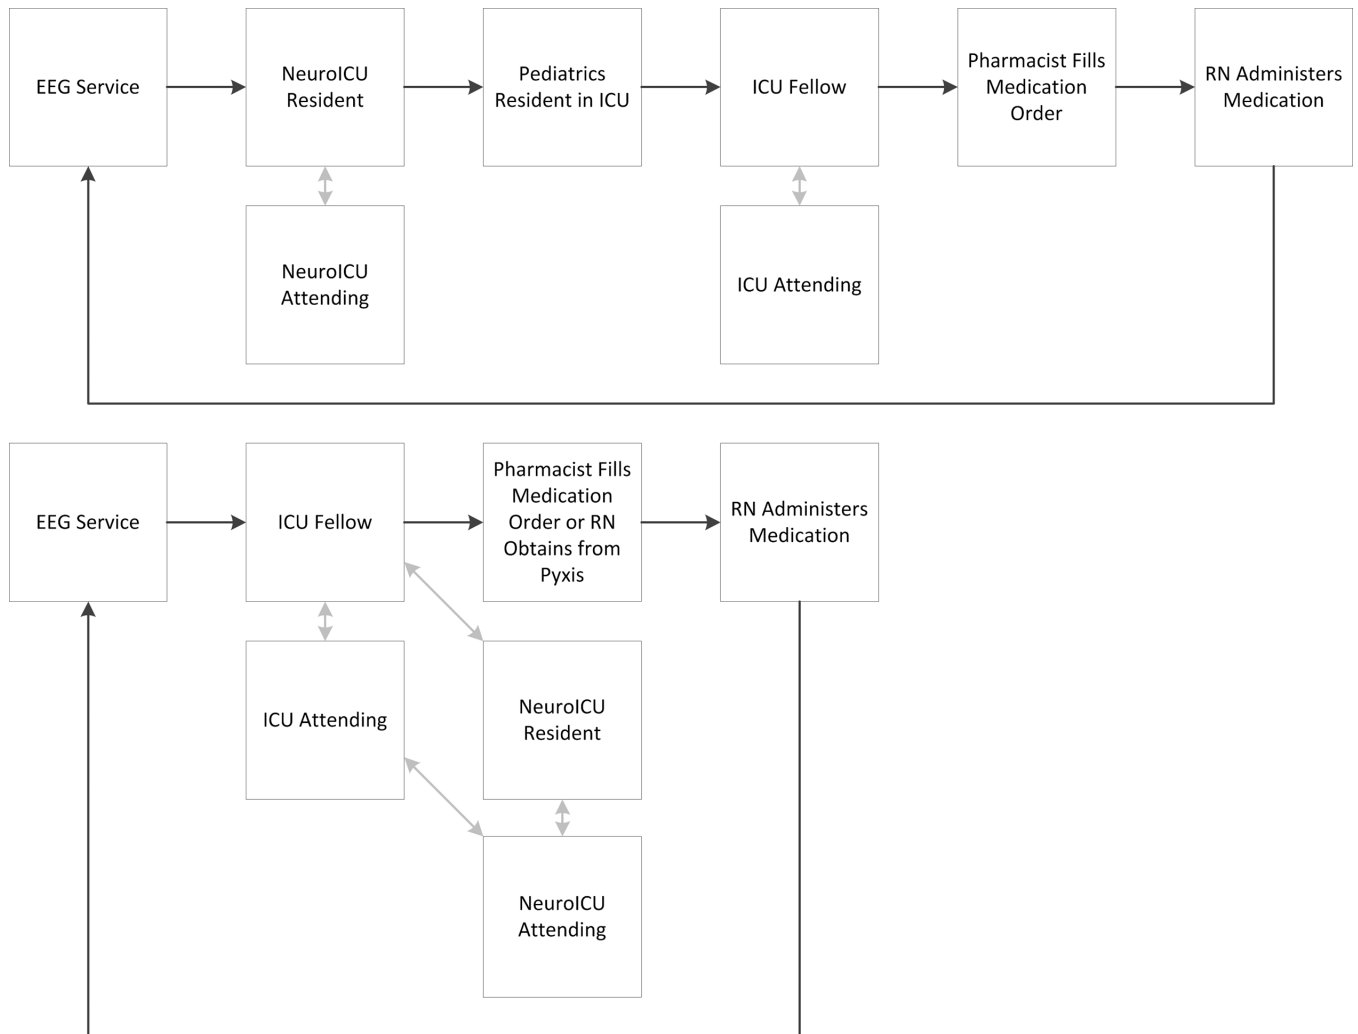 EEG Service
NeuroICU
Resident
Pediatrics
Resident in ICU
ICU Fellow
Pharmacist Fills
Medication
Order
RN Administers
Medication
NeuroICU
Attending
ICU Attending
EEG Service
ICU Fellow
Pharmacist Fills
Medication
Order or RN
Obtains from
Pyxis
RN Administers
Medication
ICU Attending
NeuroICU
Resident
NeuroICU
Attending